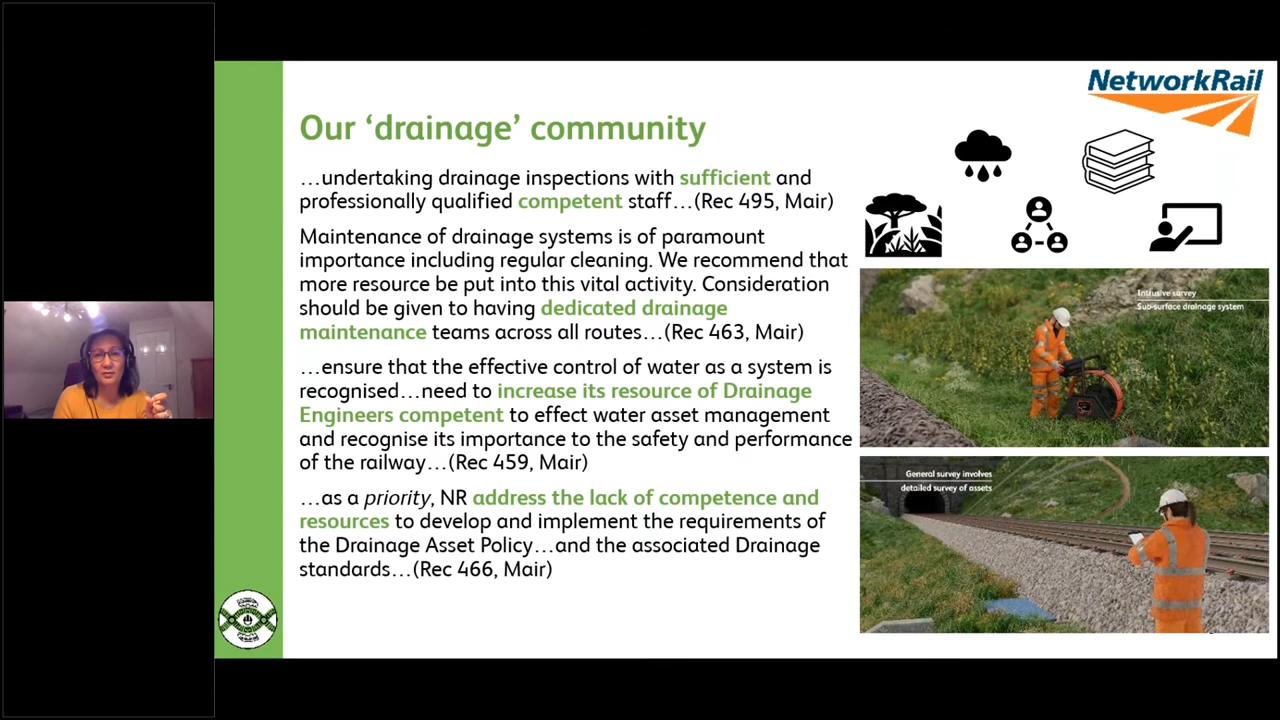 NetworkRail
Our ‘drainage’ community
…undertaking drainage inspections with sufficient and
professionally qualified competent staff…(Rec 495, Mair)
Maintenance of drainage systems is of paramount
importance including regular cleaning. We recommend that
more resource be put into this vital activity. Consideration
should be given to having dedicated drainage
maintenance teams across all routes…(Rec 463, Mair)
…ensure that the effective control of water as a system is
recognised…need to increase its resource of Drainage
Engineers competent to effect water asset management
and recognise its importance to the safety and performance
of the railway…(Rec 459, Mair)
…as a priority, NR address the lack of competence and
resources to develop and implement the requirements of
the Drainage Asset Policy…and the associated Drainage
standards…(Rec 466, Mair)
Intrusive survey
Sub-surface drainage system
General survey involves
detailed survey of assets